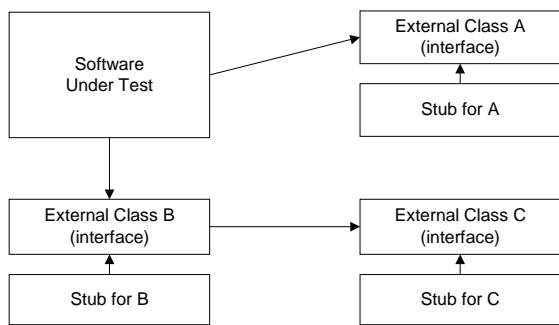 Software
Under Test
External Class A
(interface)
Stub for A
External Class B
(interface)
Stub for B
External Class C
(interface)
Stub for C